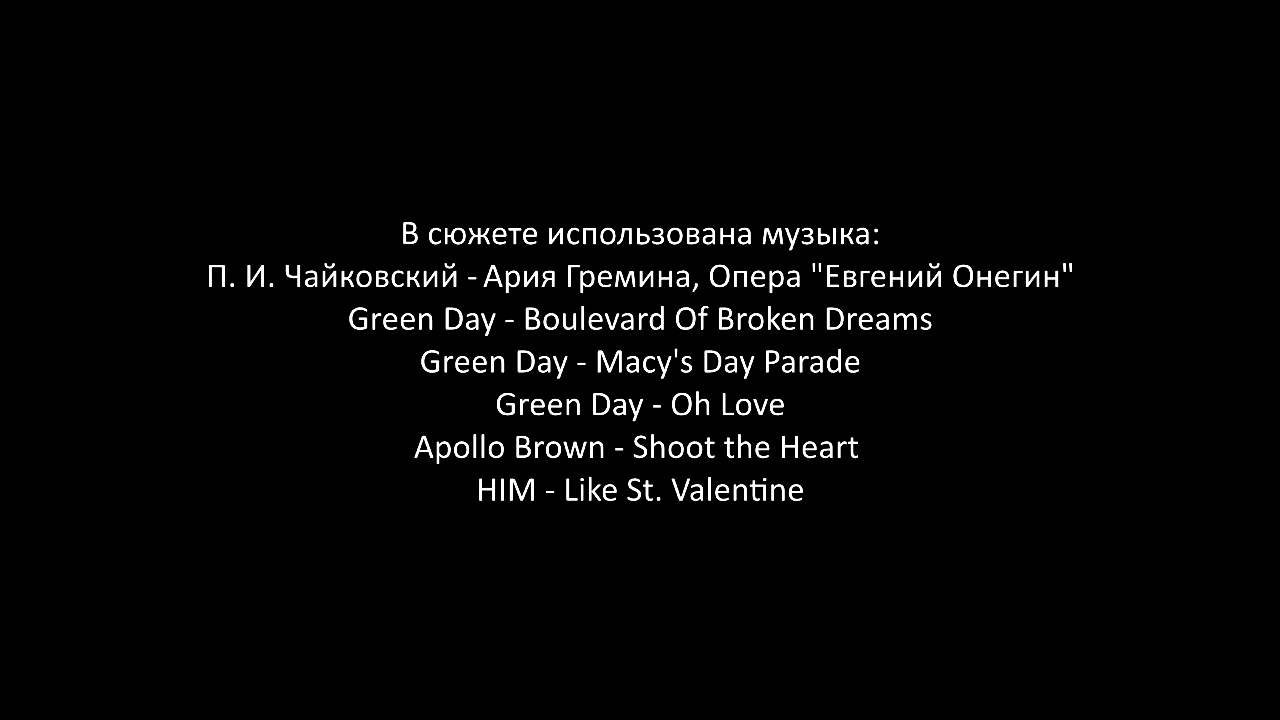 В сюжете использована музыка:
П. И. Чайковский - Ария Гремина, Опера "Евгений Онегин"
Green Day - Boulevard Of Broken Dreams
Green Day - Macy's Day Parade
Green Day - Oh Love
Apollo Brown - Shoot the Heart
HIM - Like St. Valentine